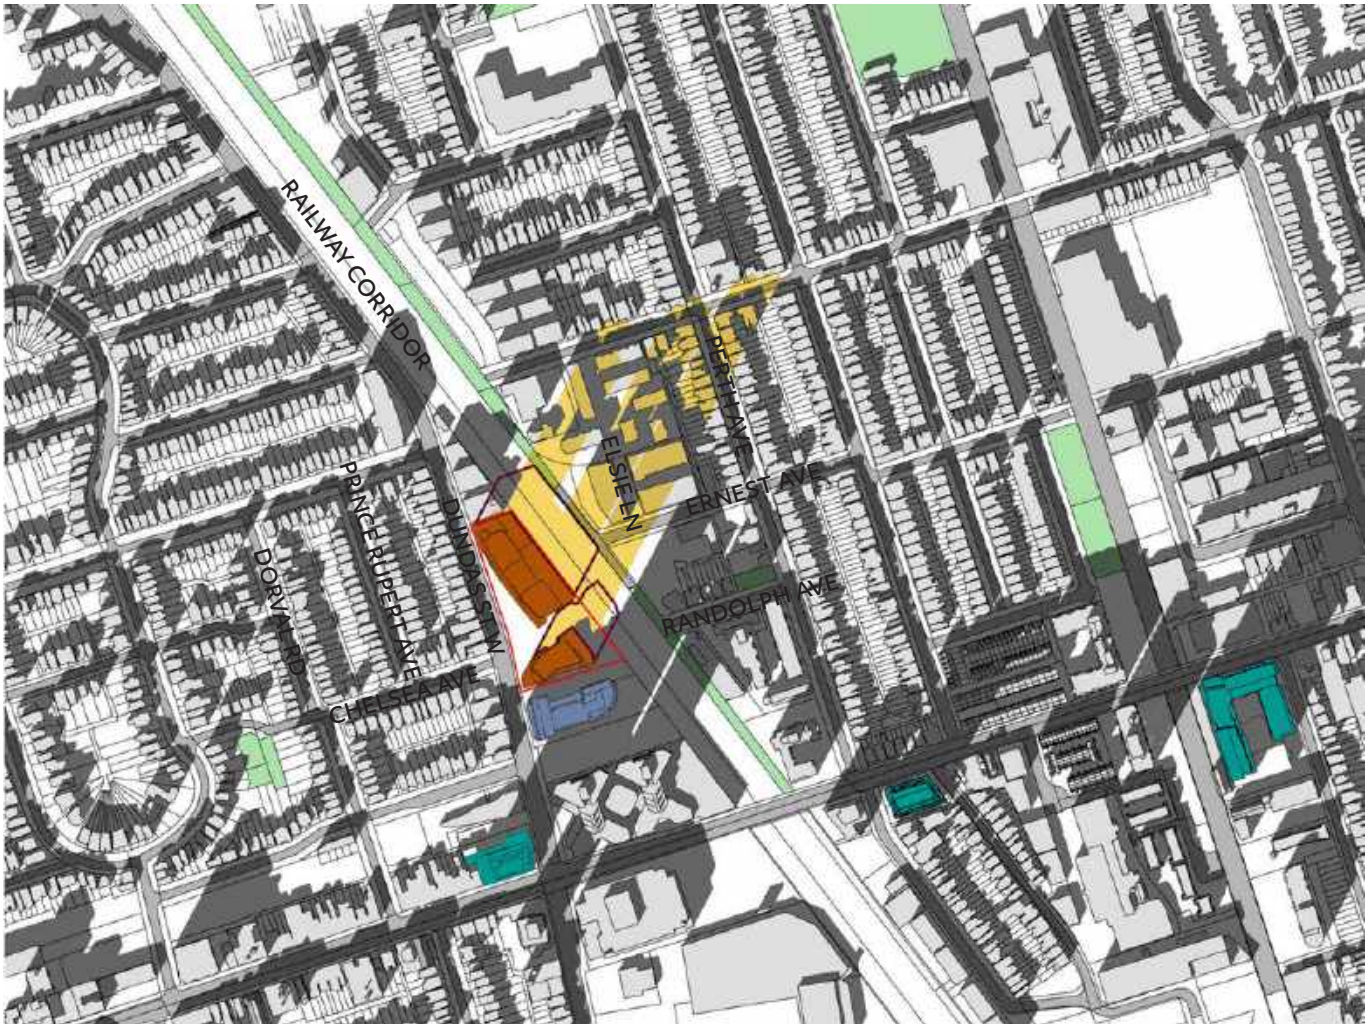 RAILWAY CORRIDOR
PERTH AVE
ELSIE LN
ERNEST AVE
PRINCE RUPERT AVE
DUNDAS ST W
DORVAL RD
RANDOLPH AVE
CHELSEA AVE